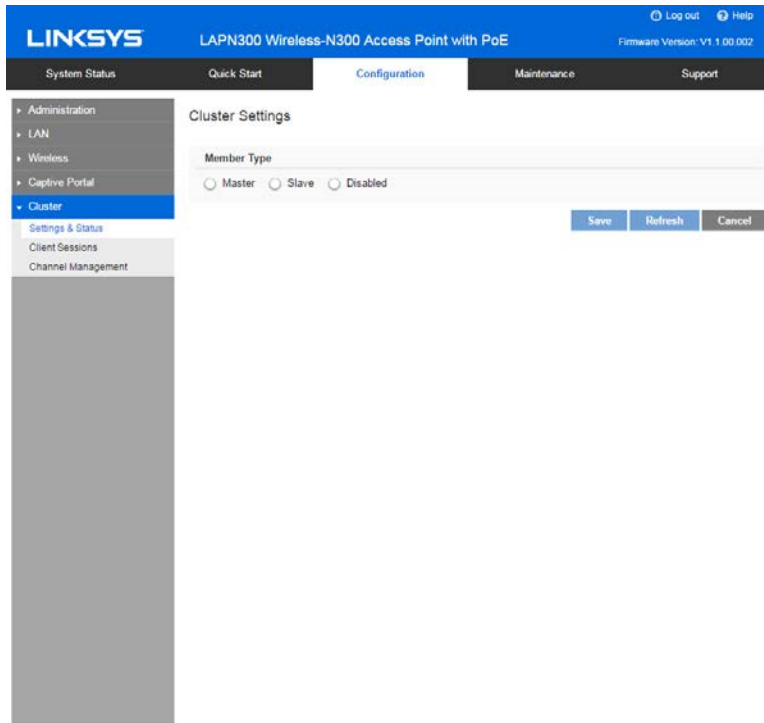 Log out Help
LINKSYS LAPN300 Wireless-N300 Access Point with PoE Firmware Version: V1.1.00.002
System Status Quick Start Configuration Maintenance Support
Administration
LAN
Wireless
Captive Portal
Cluster
Settings & Status
Client Sessions
Channel Management
Cluster Settings
Member Type
Master Slave Disabled
Save Refresh Cancel